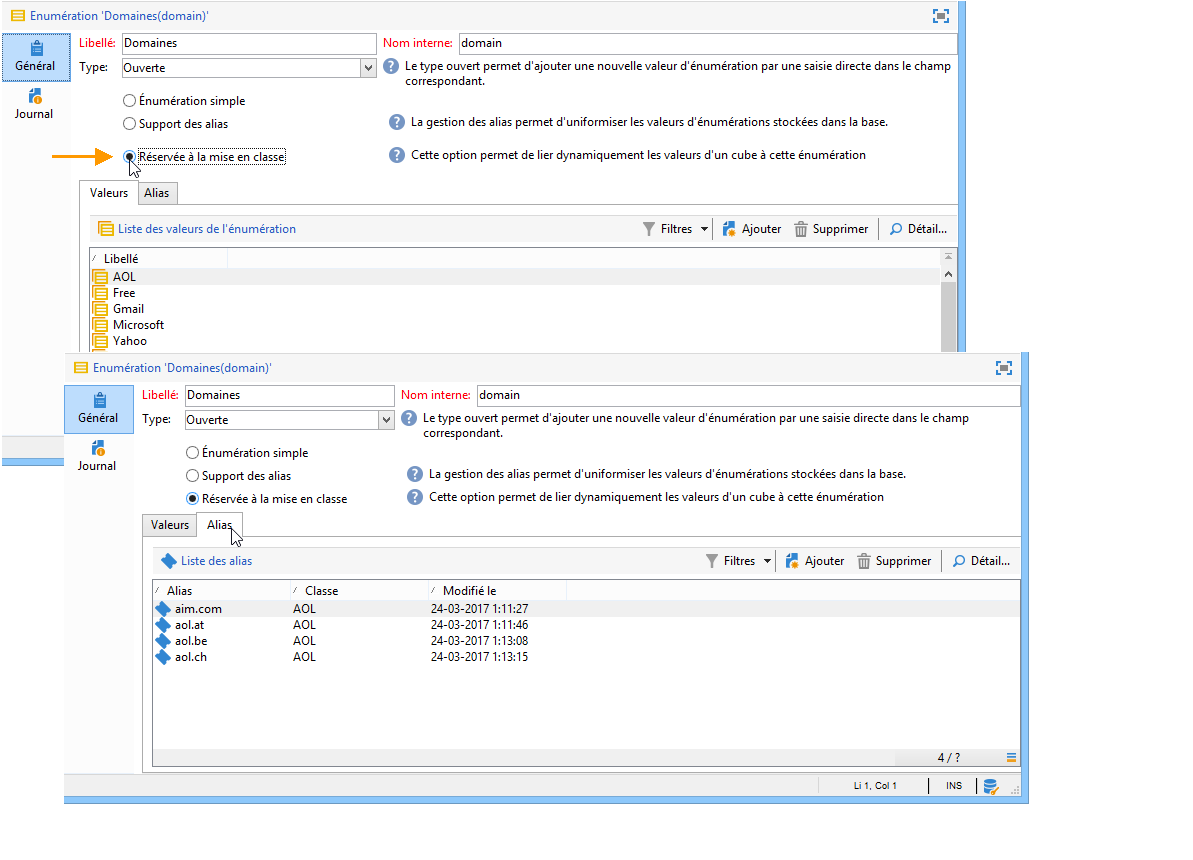 Enumération 'Domaines(domain)'
Général
Journal
Libellé: Domaines Nom interne: domain
Type: Ouverte ? Le type ouvert permet d'ajouter une nouvelle valeur d'énumération par une saisie directe dans le champ
correspondant.
Énumération simple
Support des alias ? La gestion des alias permet d'uniformiser les valeurs d'énumérations stockées dans la base.
Réservée à la mise en classe ? Cette option permet de lier dynamiquement les valeurs d'un cube à cette énumération
Valeurs Alias
Liste des valeurs de l'énumération Filtres Ajouter Supprimer Détail...
Libellé
AOL
Free
Gmail
Microsoft
Yahoo
Enumération 'Domaines(domain)'
Général
Journal
Libellé: Domaines Nom interne: domain
Type: Ouverte ? Le type ouvert permet d'ajouter une nouvelle valeur d'énumération par une saisie directe dans le champ
correspondant.
Énumération simple
Support des alias ? La gestion des alias permet d'uniformiser les valeurs d'énumérations stockées dans la base.
Réservée à la mise en classe ? Cette option permet de lier dynamiquement les valeurs d'un cube à cette énumération
Valeurs Alias
Liste des alias Filtres Ajouter Supprimer Détail...
Alias Classe Modifié le
aim.com AOL 24-03-2017 1:11:27
aol.at AOL 24-03-2017 1:11:46
aol.be AOL 24-03-2017 1:13:08
aol.ch AOL 24-03-2017 1:13:15
4 / ?
Li 1, Col 1 INS